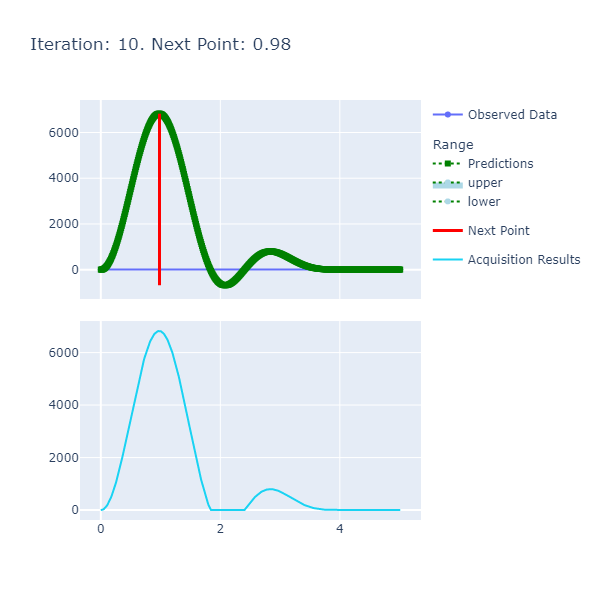 Iteration: 10. Next Point: 0.98
6000
4000
2000
0
6000
4000
2000
0
0 2 4
Observed Data
Range
Predictions
upper
lower
Next Point
Acquisition Results